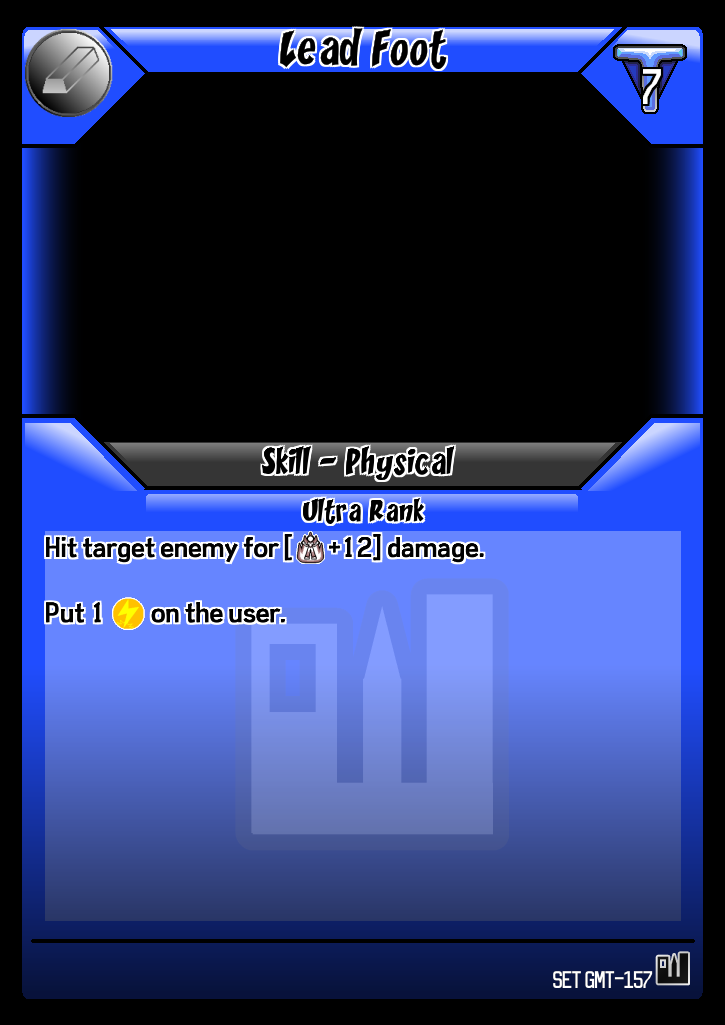 Lead Foot
7
Skill - Physical
Ultra Rank
Hit target enemy for [ +12] damage.
Put 1 on the user.
SET GMT-157